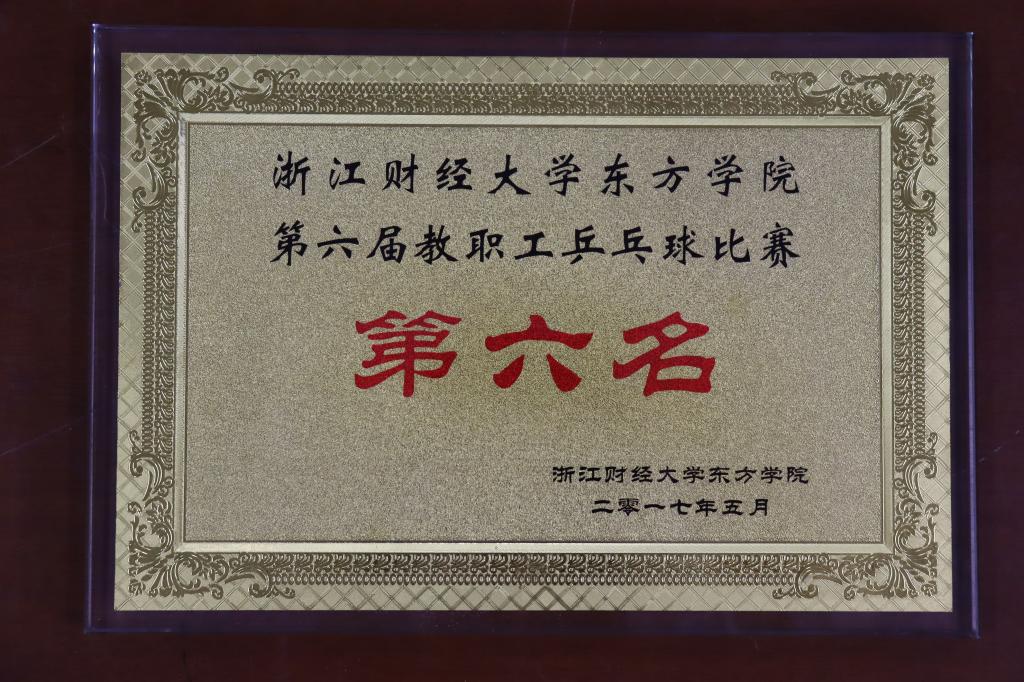 浙江财经大学东方学院
第六届教职工乒乓球比赛
第六名
浙江财经大学东方学院
二零一七年五月